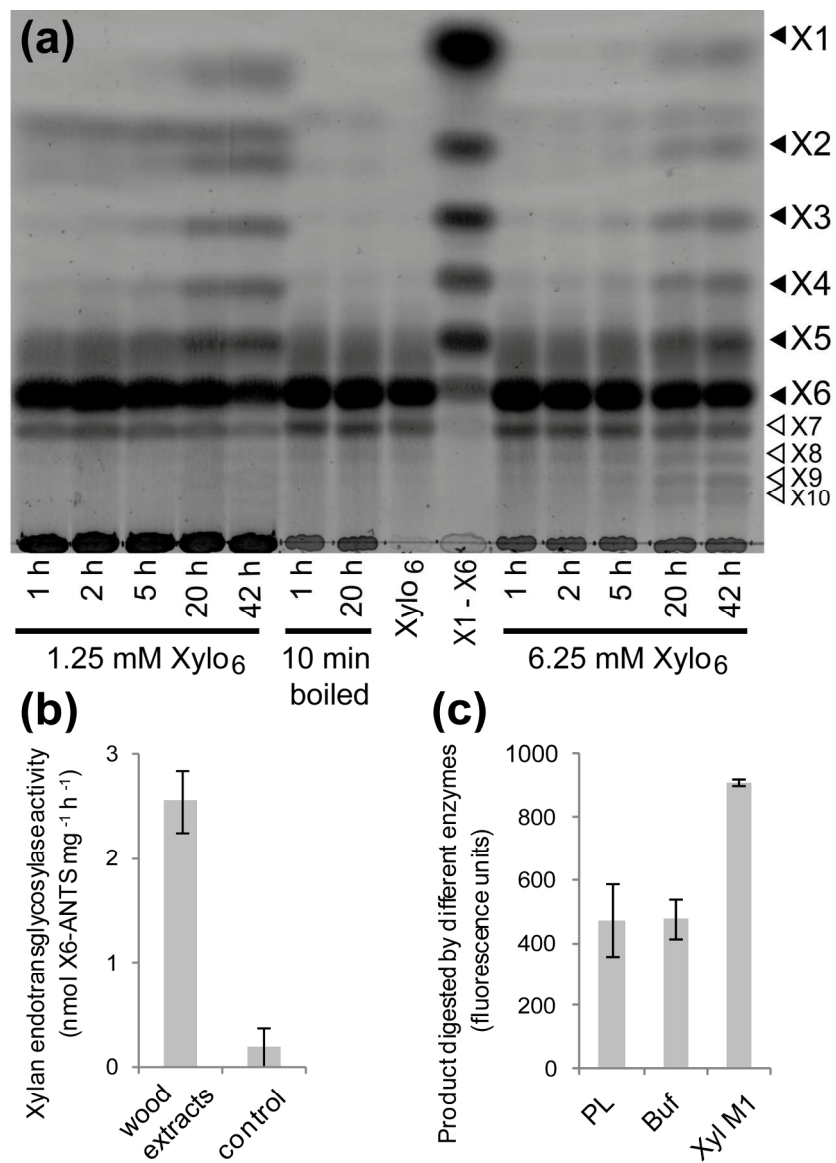 (a)
X1
X2
X3
X4
X5
X6
X7
X8
X9
X10
1 h
2 h
5 h
20 h
42 h
1 h
20 h
Xylo 6
X1 - X6
1 h
2 h
5 h
20 h
42 h
1.25 mM Xylo6
10 min
boiled
6.25 mM Xylo6
(b)
Xylan endotransglycosylase activity
(nmol X6-ANTS mg -1 h -1)
3
2
1
0
wood
extracts
control
(c)
Product digested by different enzymes
(fluorescence units)
1000
800
600
400
200
0
PL
Buf
Xyl M1